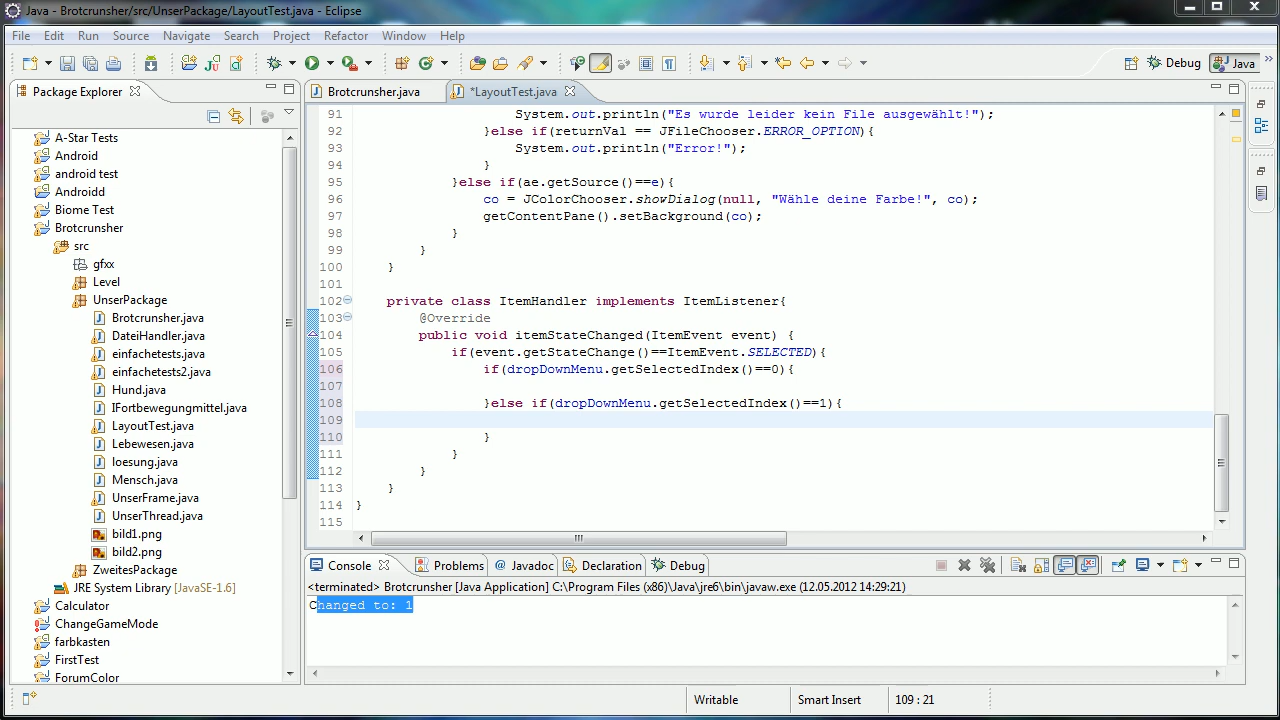 Java - Brotcrunsher/src/UnserPackage/LayoutTest.java - Eclipse
File Edit Run Source Navigate Search Project Refactor Window Help
Debug Java
Package Explorer
A-Star Tests
Android
android test
Androidd
Biome Test
Brotcrunsher
src
gfxx
Level
UnserPackage
Brotcrunsher.java
DateiHandler.java
einfachetests.java
einfachetests2.java
Hund.java
IFortbewegungmittel.java
LayoutTest.java
Lebewesen.java
loesung.java
Mensch.java
UnserFrame.java
UnserThread.java
bild1.png
bild2.png
ZweitesPackage
JRE System Library [JavaSE-1.6]
Calculator
ChangeGameMode
farbkasten
FirstTest
ForumColor
Brotcrunsher.java *LayoutTest.java
91 System.out.println("Es wurde leider kein File ausgewählt!");
92 }else if(returnVal == JFileChooser.ERROR_OPTION){
93 System.out.println("Error!");
94 }
95 }else if(ae.getSource()==e){
96 co = JColorChooser.showDialog(null, "Wähle deine Farbe!", co);
97 getContentPane().setBackground(co);
98 }
99 }
100 }
101
102 private class ItemHandler implements ItemListener{
103 @Override
104 public void itemStateChanged(ItemEvent event) {
105 if(event.getStateChange()==ItemEvent.SELECTED){
106 if(dropDownMenu.getSelectedIndex()==0){
107
108 }else if(dropDownMenu.getSelectedIndex()==1){
109
110 }
111 }
112 }
113 }
114 }
115
Console Problems @ Javadoc Declaration Debug
<terminated> Brotcrunsher [Java Application] C:\Program Files (x86)\Java\jre6\bin\javaw.exe (12.05.2012 14:29:21)
Changed to: 1
Writable Smart Insert 109 : 21